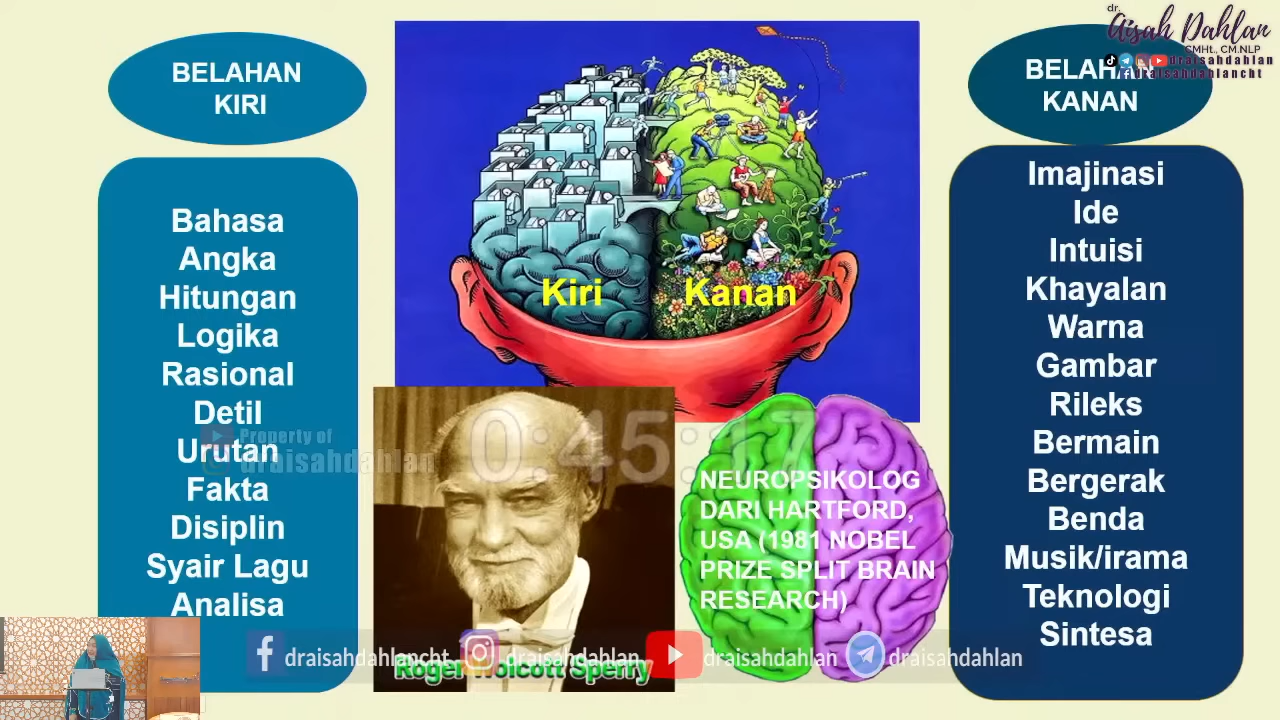 dr.
Aisah Dahlan
CMHt., CM.NLP
draisahdahlan
draisahdahlancht
BELAHAN
KIRI
BELAHAN
KANAN
Bahasa
Angka
Hitungan
Logika
Rasional
Detil
Urutan
Fakta
Disiplin
Syair Lagu
Analisa
Kiri
Kanan
Imajinasi
Ide
Intuisi
Khayalan
Warna
Gambar
Rileks
Bermain
Bergerak
Benda
Musik/irama
Teknologi
Sintesa
0:45:17
Property of
draisahdahlan
NEUROPSIKOLOG
DARI HARTFORD,
USA (1981 NOBEL
PRIZE SPLIT BRAIN
RESEARCH)
Roger Wolcott Sperry
draisahdahlancht
draisahdahlan
draisahdahlan
draisahdahlan